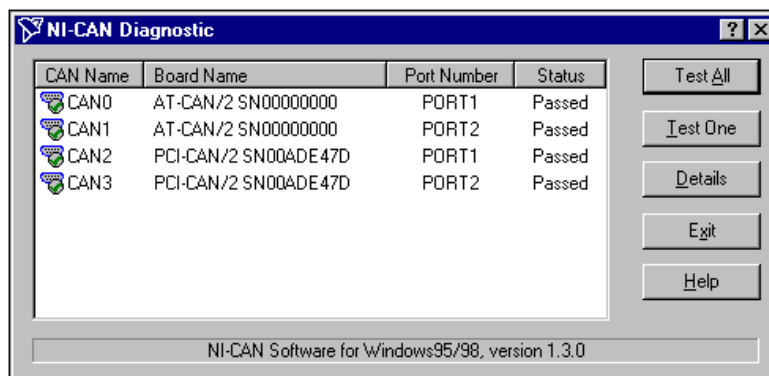 NI-CAN Diagnostic
? X
CAN Name Board Name Port Number Status
CAN0 AT-CAN/2 SN00000000 PORT1 Passed
CAN1 AT-CAN/2 SN00000000 PORT2 Passed
CAN2 PCI-CAN/2 SN00ADE47D PORT1 Passed
CAN3 PCI-CAN/2 SN00ADE47D PORT2 Passed
Test All
Test One
Details
Exit
Help
NI-CAN Software for Windows95/98, version 1.3.0